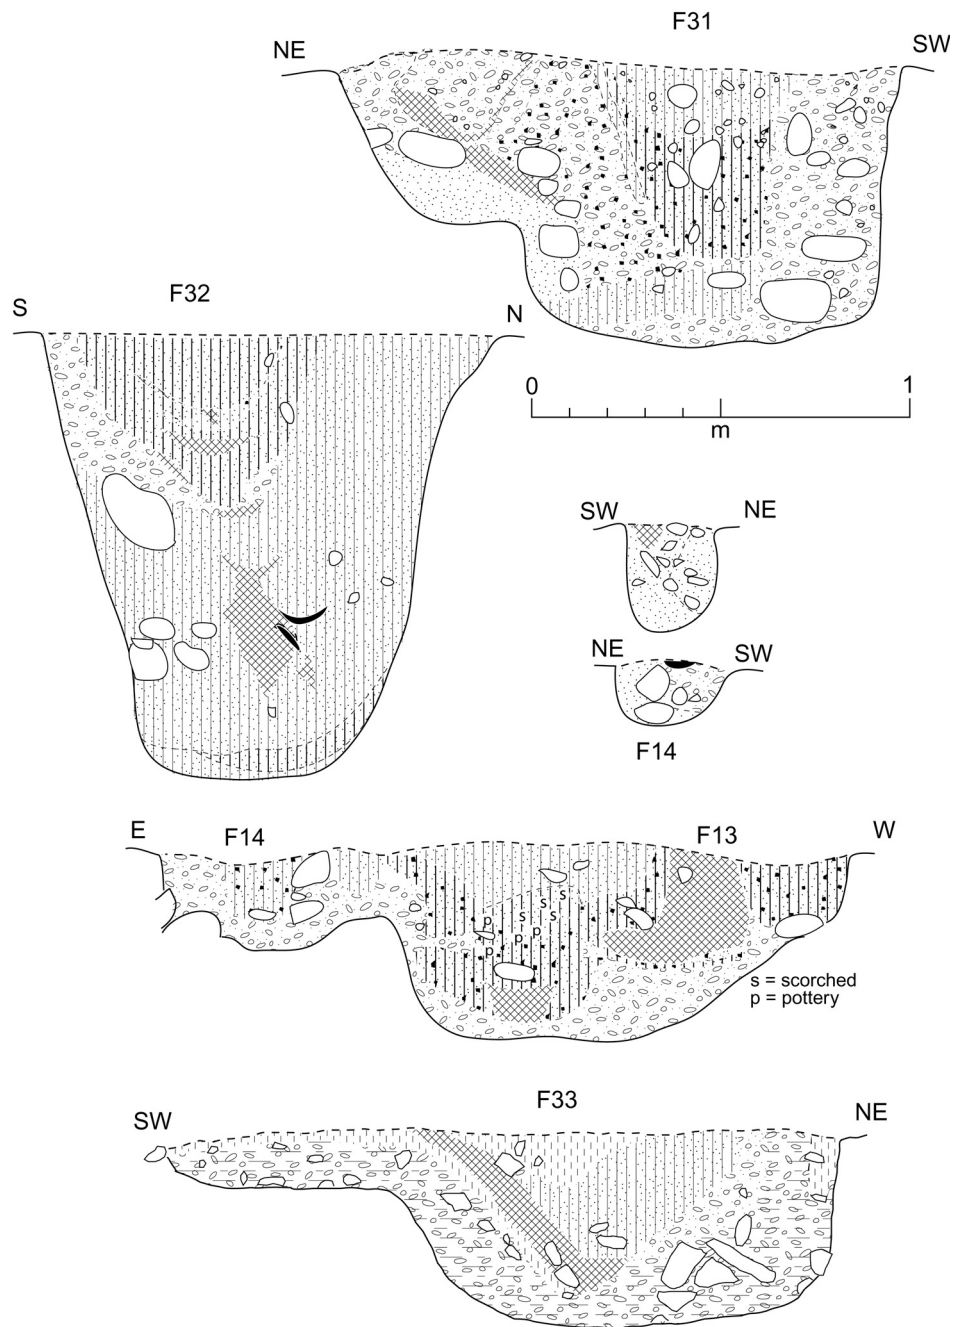 F31
NE
SW
F32
S
N
0
1
m
SW
NE
NE
SW
F14
E
F14
F13
W
s
s
s
s
s
p
p
p
p
s = scorched
p = pottery
F33
SW
NE